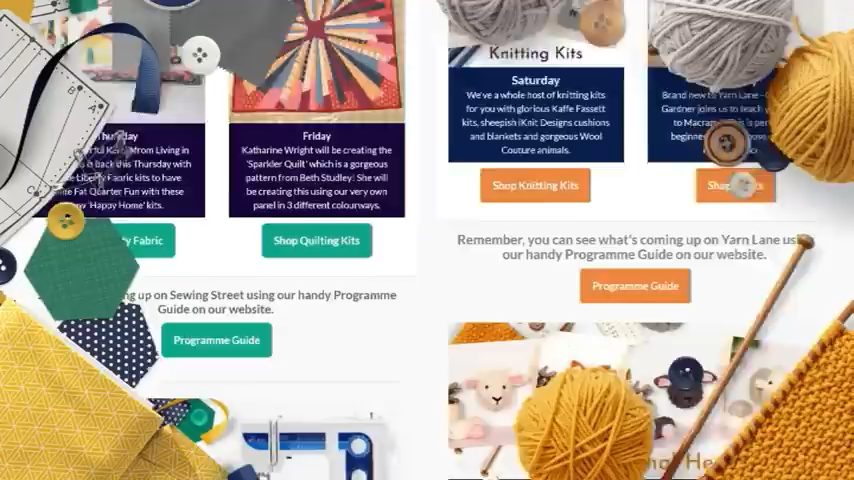 Thursday
Kerr from Living in
is back this Thursday with
Liberty Fabric kits to have
Fat Quarter Fun with these
'Happy Home' kits.
Fabric
Friday
Katharine Wright will be creating the
'Sparkler Quilt' which is a gorgeous
pattern from Beth Studley! She will
be creating this using our very own
panel in 3 different colourways.
Shop Quilting Kits
up on Sewing Street using our handy Programme
Guide on our website.
Programme Guide
Knitting Kits
Saturday
We've a whole host of knitting kits
for you with glorious Kaffe Fassett
kits, sheepish iKnit Designs cushions
and blankets and gorgeous Wool
Couture animals.
Shop Knitting Kits
Brand new to Yarn Lane
Gardner joins us to teach
to
beginne
Remember, you can see what's coming up on Yarn Lane
our handy Programme Guide on our website.
Programme Guide
B
A
C